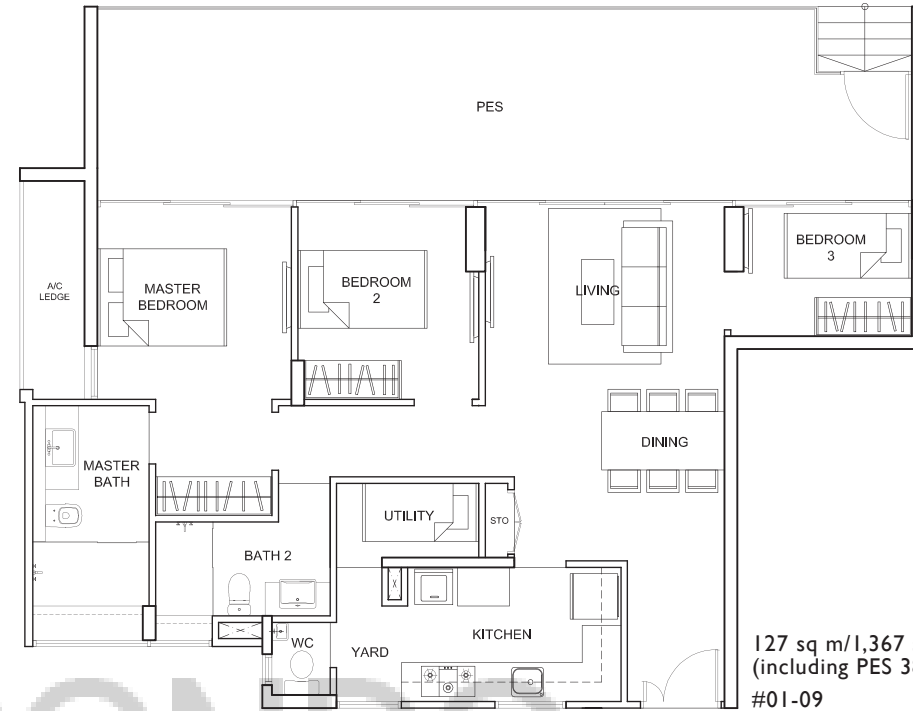 PES
A/C
LEDGE
MASTER
BEDROOM
BEDROOM
2
LIVING
BEDROOM
3
DINING
MASTER
BATH
UTILITY
STO
BATH 2
WC
YARD
KITCHEN
127 sq m/1,367
(including PES
#01-09